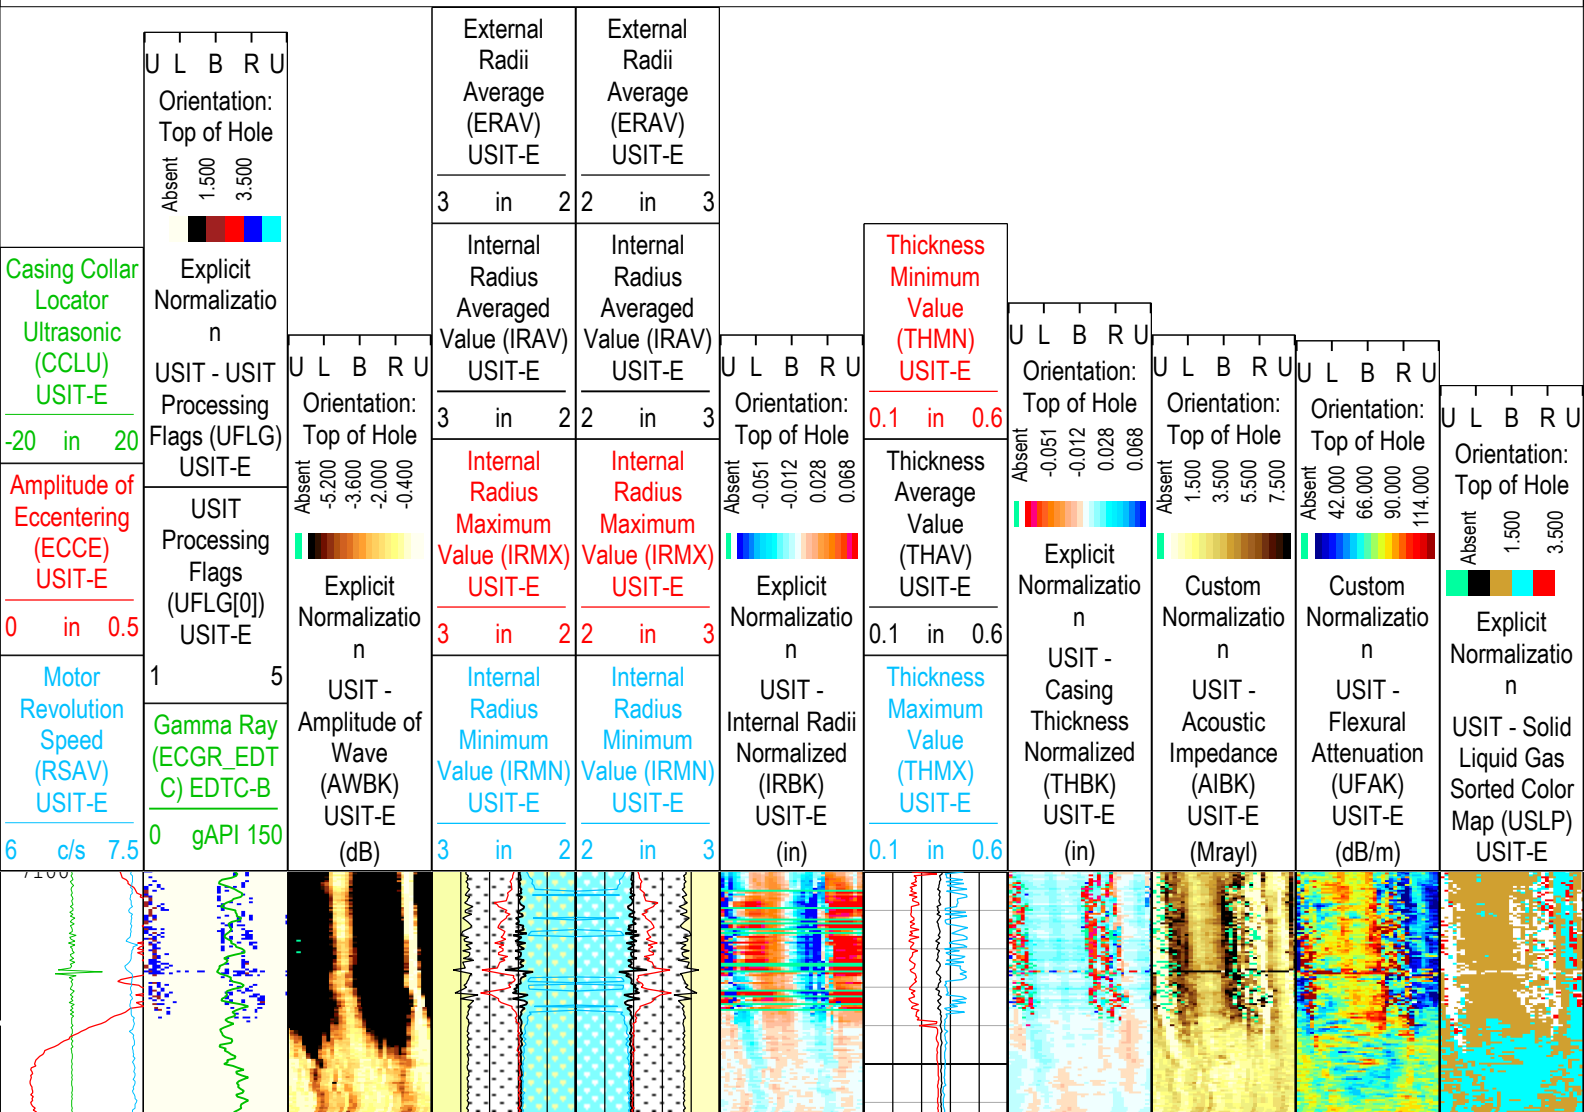 Casing Collar
Locator
Ultrasonic
(CCLU)
USIT-E
-20 in 20
Amplitude of
Eccentering
(ECCE)
USIT-E
0 in 0.5
Motor
Revolution
Speed
(RSAV)
USIT-E
6 c/s 7.5
U L B R U
Orientation:
Top of Hole
Absent 1.500 3.500
Explicit
Normalizatio
n
USIT - USIT
Processing
Flags (UFLG)
USIT-E
USIT
Processing
Flags
(UFLG[0])
USIT-E
1 5
Gamma Ray
(ECGR_EDT
C) EDTC-B
0 gAPI 150
U L B R U
Orientation:
Top of Hole
Absent -5.200 -3.600 -2.000 -0.400
Explicit
Normalizatio
n
USIT -
Amplitude of
Wave
(AWBK)
USIT-E
(dB)
External
Radii
Average
(ERAV)
USIT-E
3 in 2
Internal
Radius
Averaged
Value (IRAV)
USIT-E
3 in 2
Internal
Radius
Maximum
Value (IRMX)
USIT-E
3 in 2
Internal
Radius
Minimum
Value (IRMN)
USIT-E
3 in 2
External
Radii
Average
(ERAV)
USIT-E
2 in 3
Internal
Radius
Averaged
Value (IRAV)
USIT-E
2 in 3
Internal
Radius
Maximum
Value (IRMX)
USIT-E
2 in 3
Internal
Radius
Minimum
Value (IRMN)
USIT-E
2 in 3
U L B R U
Orientation:
Top of Hole
Absent -0.051 -0.012 0.028 0.068
Explicit
Normalizatio
n
USIT -
Internal Radii
Normalized
(IRBK)
USIT-E
(in)
Thickness
Minimum
Value
(THMN)
USIT-E
0.1 in 0.6
Thickness
Average
Value
(THAV)
USIT-E
0.1 in 0.6
Thickness
Maximum
Value
(THMX)
USIT-E
0.1 in 0.6
U L B R U
Orientation:
Top of Hole
Absent -0.051 -0.012 0.028 0.068
Explicit
Normalizatio
n
USIT -
Casing
Thickness
Normalized
(THBK)
USIT-E
(in)
U L B R U
Orientation:
Top of Hole
Absent 1.500 3.500 5.500 7.500
Custom
Normalizatio
n
USIT -
Acoustic
Impedance
(AIBK)
USIT-E
(Mrayl)
U L B R U
Orientation:
Top of Hole
Absent 42.000 66.000 90.000 114.000
Custom
Normalizatio
n
USIT -
Flexural
Attenuation
(UFAK)
USIT-E
(dB/m)
U L B R U
Orientation:
Top of Hole
Absent 1.500 3.500
Explicit
Normalizatio
n
USIT - Solid
Liquid Gas
Sorted Color
Map (USLP)
USIT-E